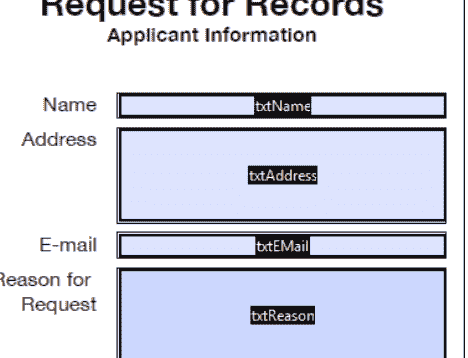 Request for Records
Applicant Information
Name
txtName
Address
txtAddress
E-mail
txtEMail
Reason for
Request
txtReason